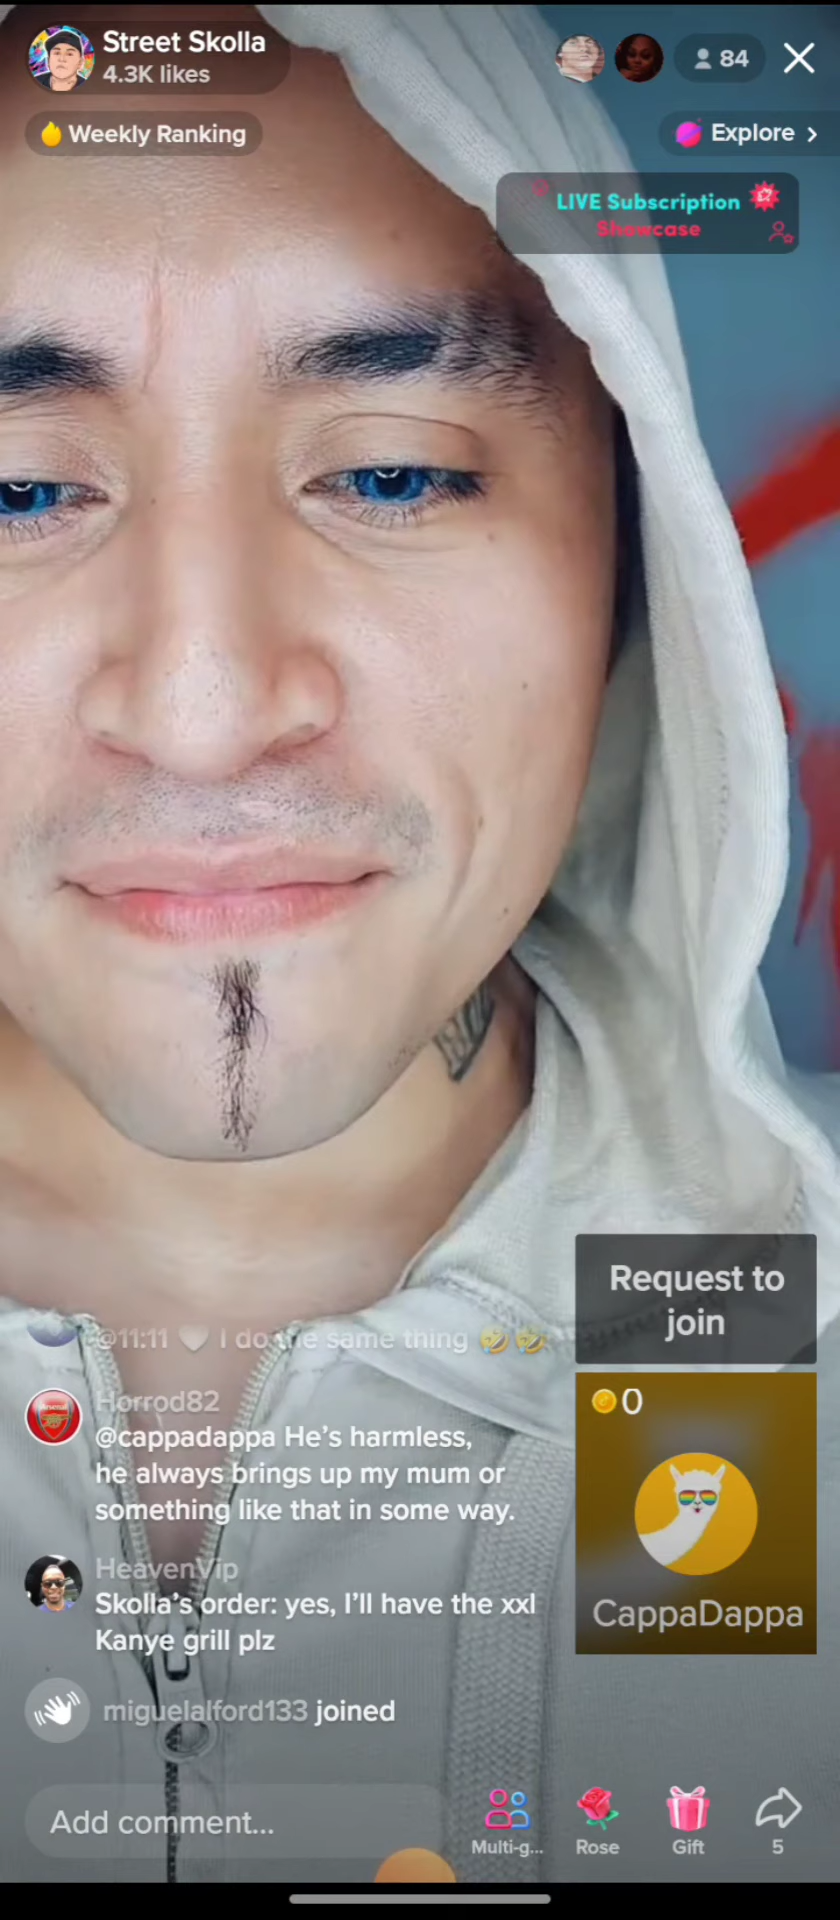 Street Skolla
4.3K likes
84
Weekly Ranking
Explore
LIVE Subscription
Showcase
Request to
join
@11:11 🤍 I do the same thing 🤣🤣
Horrod82
@cappadappa He's harmless,
he always brings up my mum or
something like that in some way.
0
CappaDappa
HeavenVip
Skolla's order: yes, I'll have the xxl
Kanye grill plz
miguelalford133 joined
Add comment...
Multi-g...
Rose
Gift
5